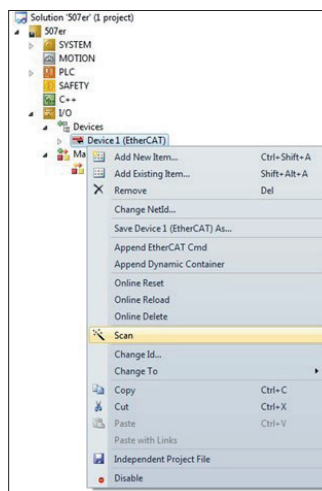 Solution '507er' (1 project)
507er
SYSTEM
MOTION
PLC
SAFETY
C++
I/O
Devices
Device 1 (EtherCAT)
Ma
Add New Item... Ctrl+Shift+A
Add Existing Item... Shift+Alt+A
Remove Del
Change NetId...
Save Device 1 (EtherCAT) As...
Append EtherCAT Cmd
Append Dynamic Container
Online Reset
Online Reload
Online Delete
Scan
Change Id...
Change To
Copy Ctrl+C
Cut Ctrl+X
Paste Ctrl+V
Paste with Links
Independent Project File
Disable